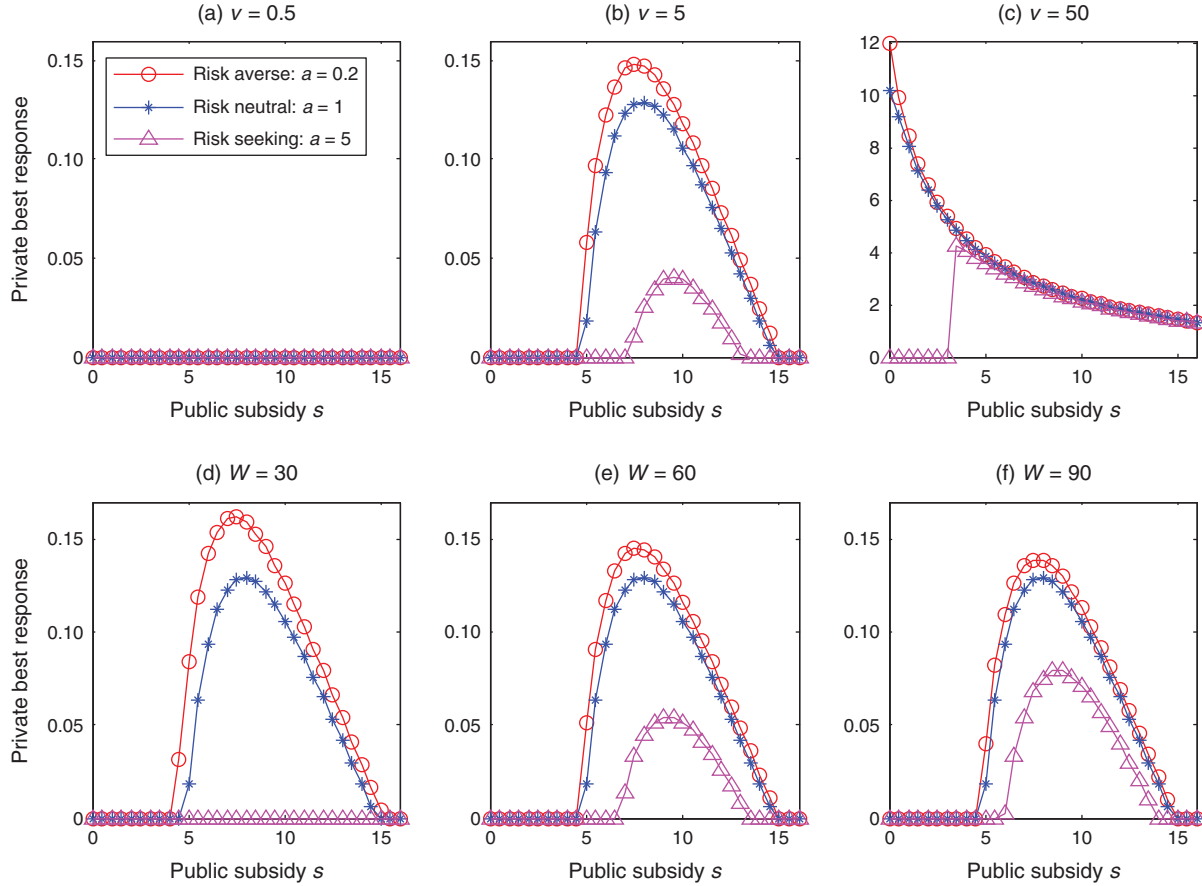 (a) v = 0.5
(b) v = 5
(c) v = 50
Private best response
0.15
0.10
0.05
0
Risk averse: a = 0.2
Risk neutral: a = 1
Risk seeking: a = 5
0 5 10 15
Public subsidy s
0.15
0.10
0.05
0
0 5 10 15
Public subsidy s
12
10
8
6
4
2
0
0 5 10 15
Public subsidy s
(d) W = 30
(e) W = 60
(f) W = 90
Private best response
0.15
0.10
0.05
0
0 5 10 15
Public subsidy s
0.15
0.10
0.05
0
0 5 10 15
Public subsidy s
0.15
0.10
0.05
0
0 5 10 15
Public subsidy s